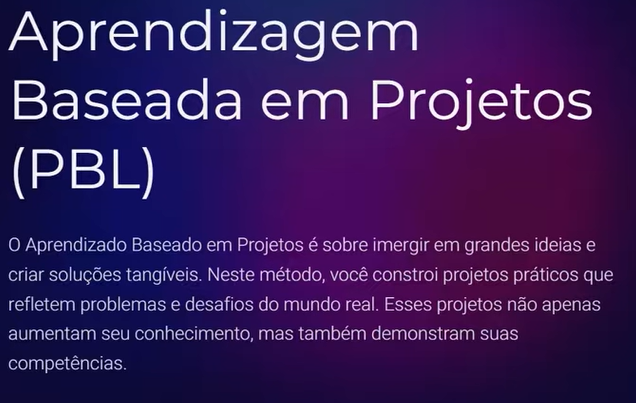 Aprendizagem
Baseada em Projetos
(PBL)
O Aprendizado Baseado em Projetos é sobre imergir em grandes ideias e
criar soluções tangíveis. Neste método, você constroi projetos práticos que
refletem problemas e desafios do mundo real. Esses projetos não apenas
aumentam seu conhecimento, mas também demonstram suas
competências.